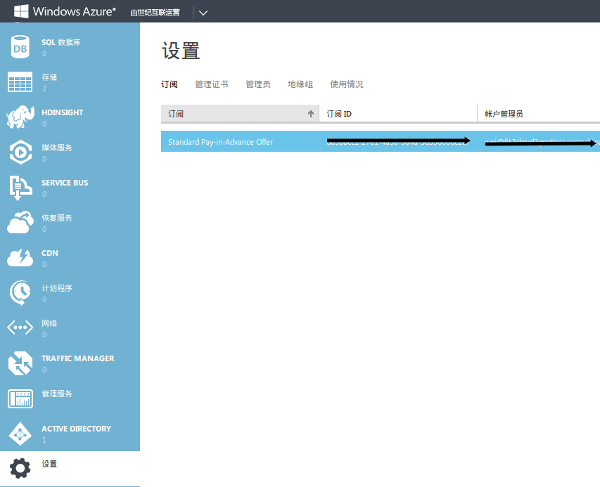 Windows Azure* 由世纪互联运营
SQL 数据库
0
存储
2
HDINSIGHT
0
媒体服务
0
SERVICE BUS
0
恢复服务
0
CDN
0
计划程序
0
网络
0
TRAFFIC MANAGER
0
管理服务
ACTIVE DIRECTORY
1
设置
设置
订阅 管理证书 管理员 地缘组 使用情况
订阅 订阅 ID 帐户管理员
Standard Pay-in-Advance Offer